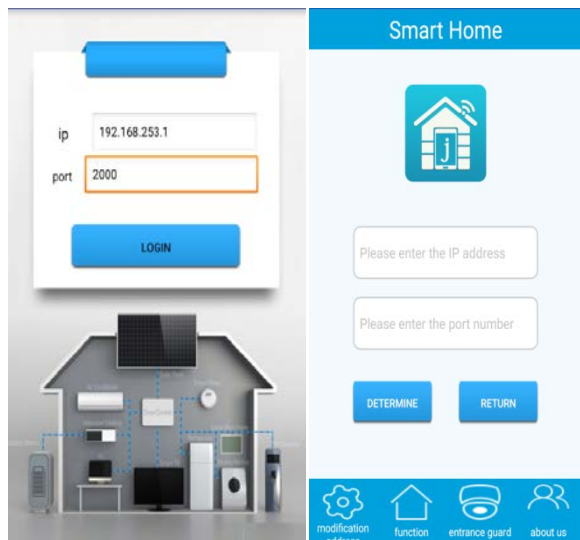 ip
192.168.253.1
port
2000
LOGIN
Smart Home
j
Please enter the IP address
Please enter the port number
DETERMINE
RETURN
modification
address
function
entrance guard
about us